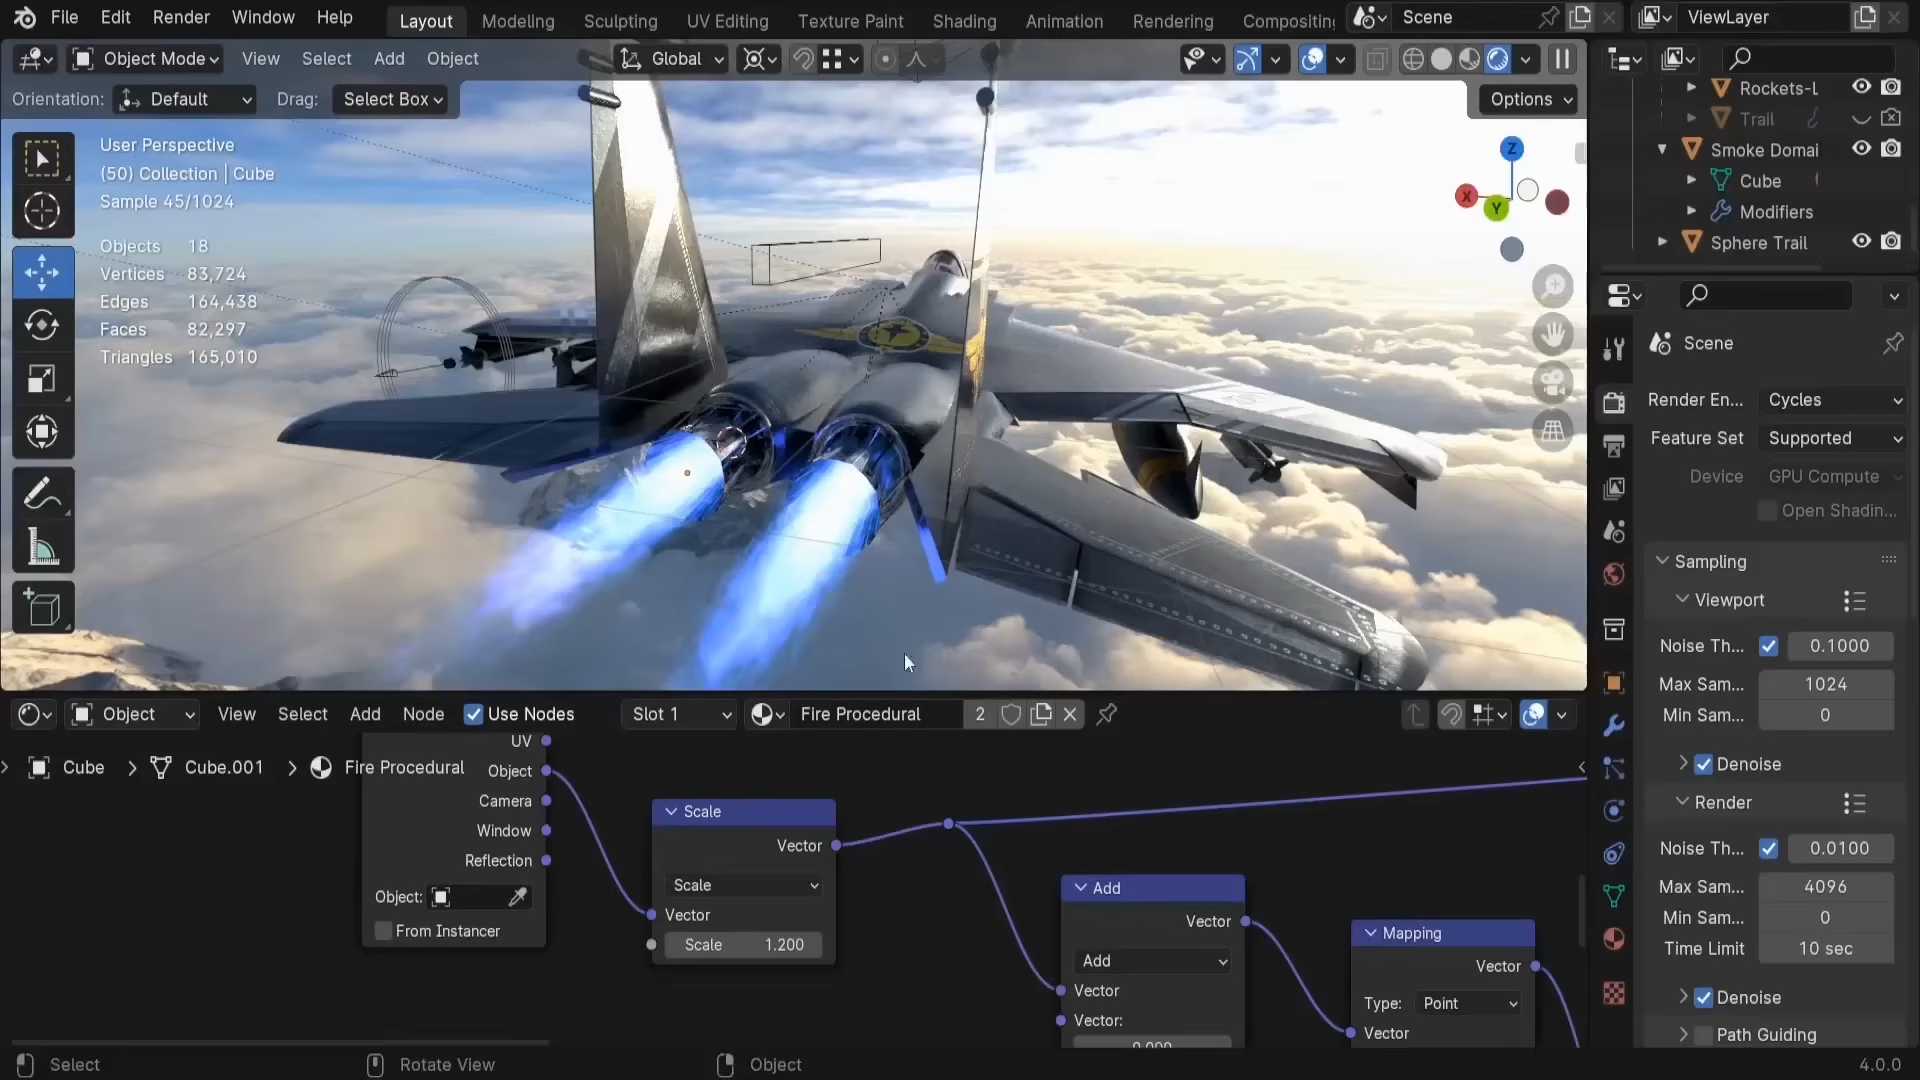 File Edit Render Window Help Layout Modeling Sculpting UV Editing Texture Paint Shading Animation Rendering Compositing Scene ViewLayer
Object Mode View Select Add Object Global
Orientation: Default Drag: Select Box Options
User Perspective
(50) Collection | Cube
Sample 45/1024
Objects 18
Vertices 83,724
Edges 164,438
Faces 82,297
Triangles 165,010
Z
X
Y
Rockets-L
Trail
Smoke Domai
Cube
Modifiers
Sphere Trail
Scene
Render En... Cycles
Feature Set Supported
Device GPU Compute
Open Shadin...
Sampling
Viewport
Noise Th... 0.1000
Max Sam... 1024
Min Sam... 0
Denoise
Render
Noise Th... 0.0100
Max Sam... 4096
Min Sam... 0
Time Limit 10 sec
Denoise
Path Guiding
Object View Select Add Node Use Nodes Slot 1 Fire Procedural 2
Cube Cube.001 Fire Procedural
UV
Object
Camera
Window
Reflection
Object:
From Instancer
Scale
Vector
Scale
Vector
Scale 1.200
Add
Vector
Add
Vector
Vector:
0.000
Mapping
Vector
Type: Point
Vector
Select Rotate View Object 4.0.0